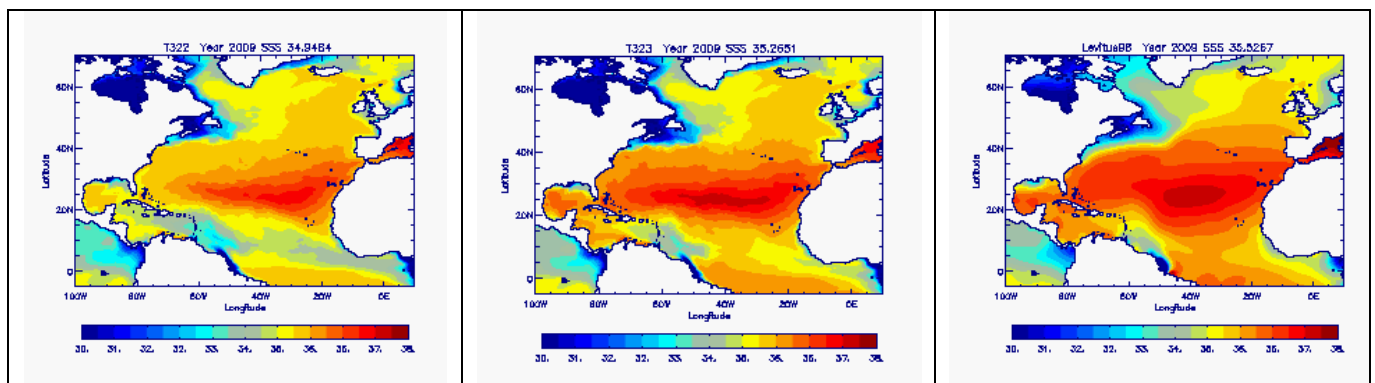 T322 Year 2009 SSS 34.9464
60N
40N
20N
0
Latitude
100W 80W 60W 40W 20W 0E
Longitude
30. 31. 32. 33. 34. 35. 36. 37. 38.
T323 Year 2009 SSS 35.2651
60N
40N
20N
0
Latitude
100W 80W 60W 40W 20W 0E
Longitude
30. 31. 32. 33. 34. 35. 36. 37. 38.
Levitus98 Year 2009 SSS 35.5267
60N
40N
20N
0
Latitude
100W 80W 60W 40W 20W 0E
Longitude
30. 31. 32. 33. 34. 35. 36. 37. 38.